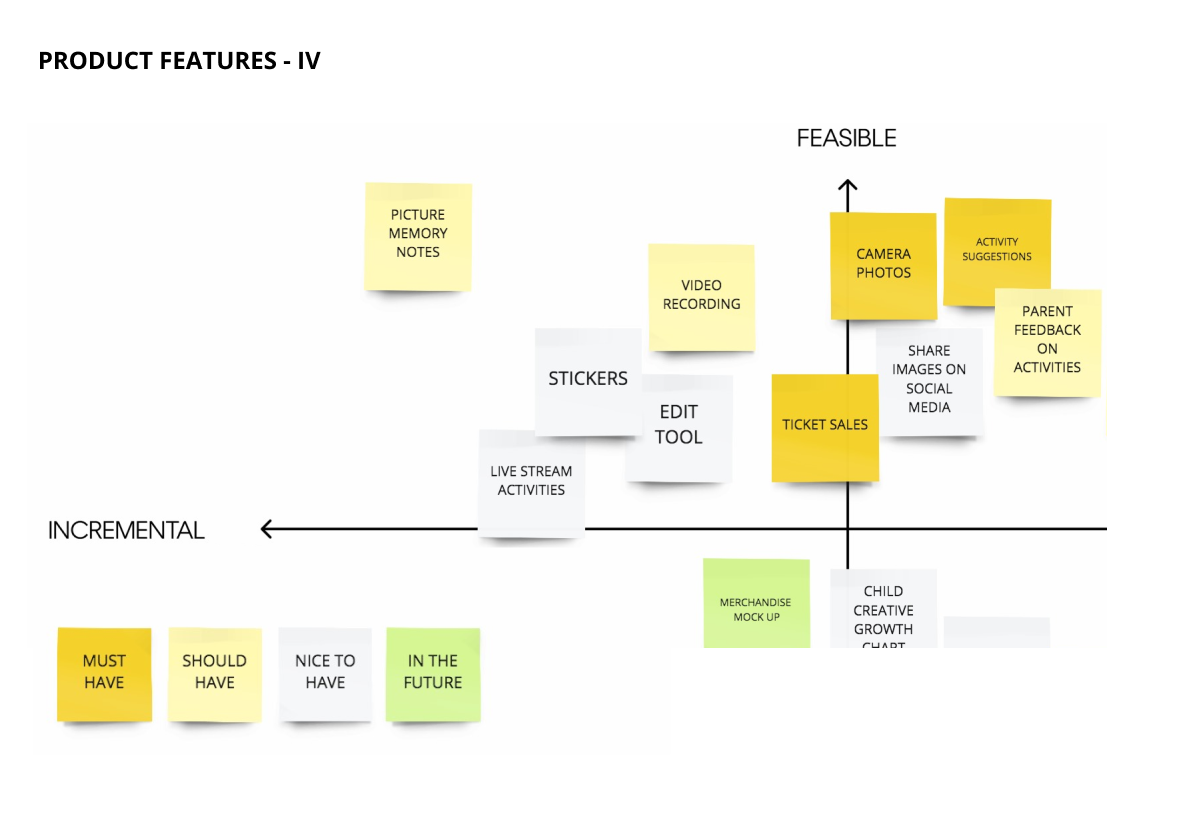 PRODUCT FEATURES - IV
FEASIBLE
PICTURE
MEMORY
NOTES
VIDEO
RECORDING
CAMERA
PHOTOS
ACTIVITY
SUGGESTIONS
PARENT
FEEDBACK
ON
ACTIVITIES
SHARE
IMAGES ON
SOCIAL
MEDIA
STICKERS
EDIT
TOOL
TICKET SALES
LIVE STREAM
ACTIVITIES
INCREMENTAL
MERCHANDISE
MOCK UP
CHILD
CREATIVE
GROWTH
CHART
MUST
HAVE
SHOULD
HAVE
NICE TO
HAVE
IN THE
FUTURE